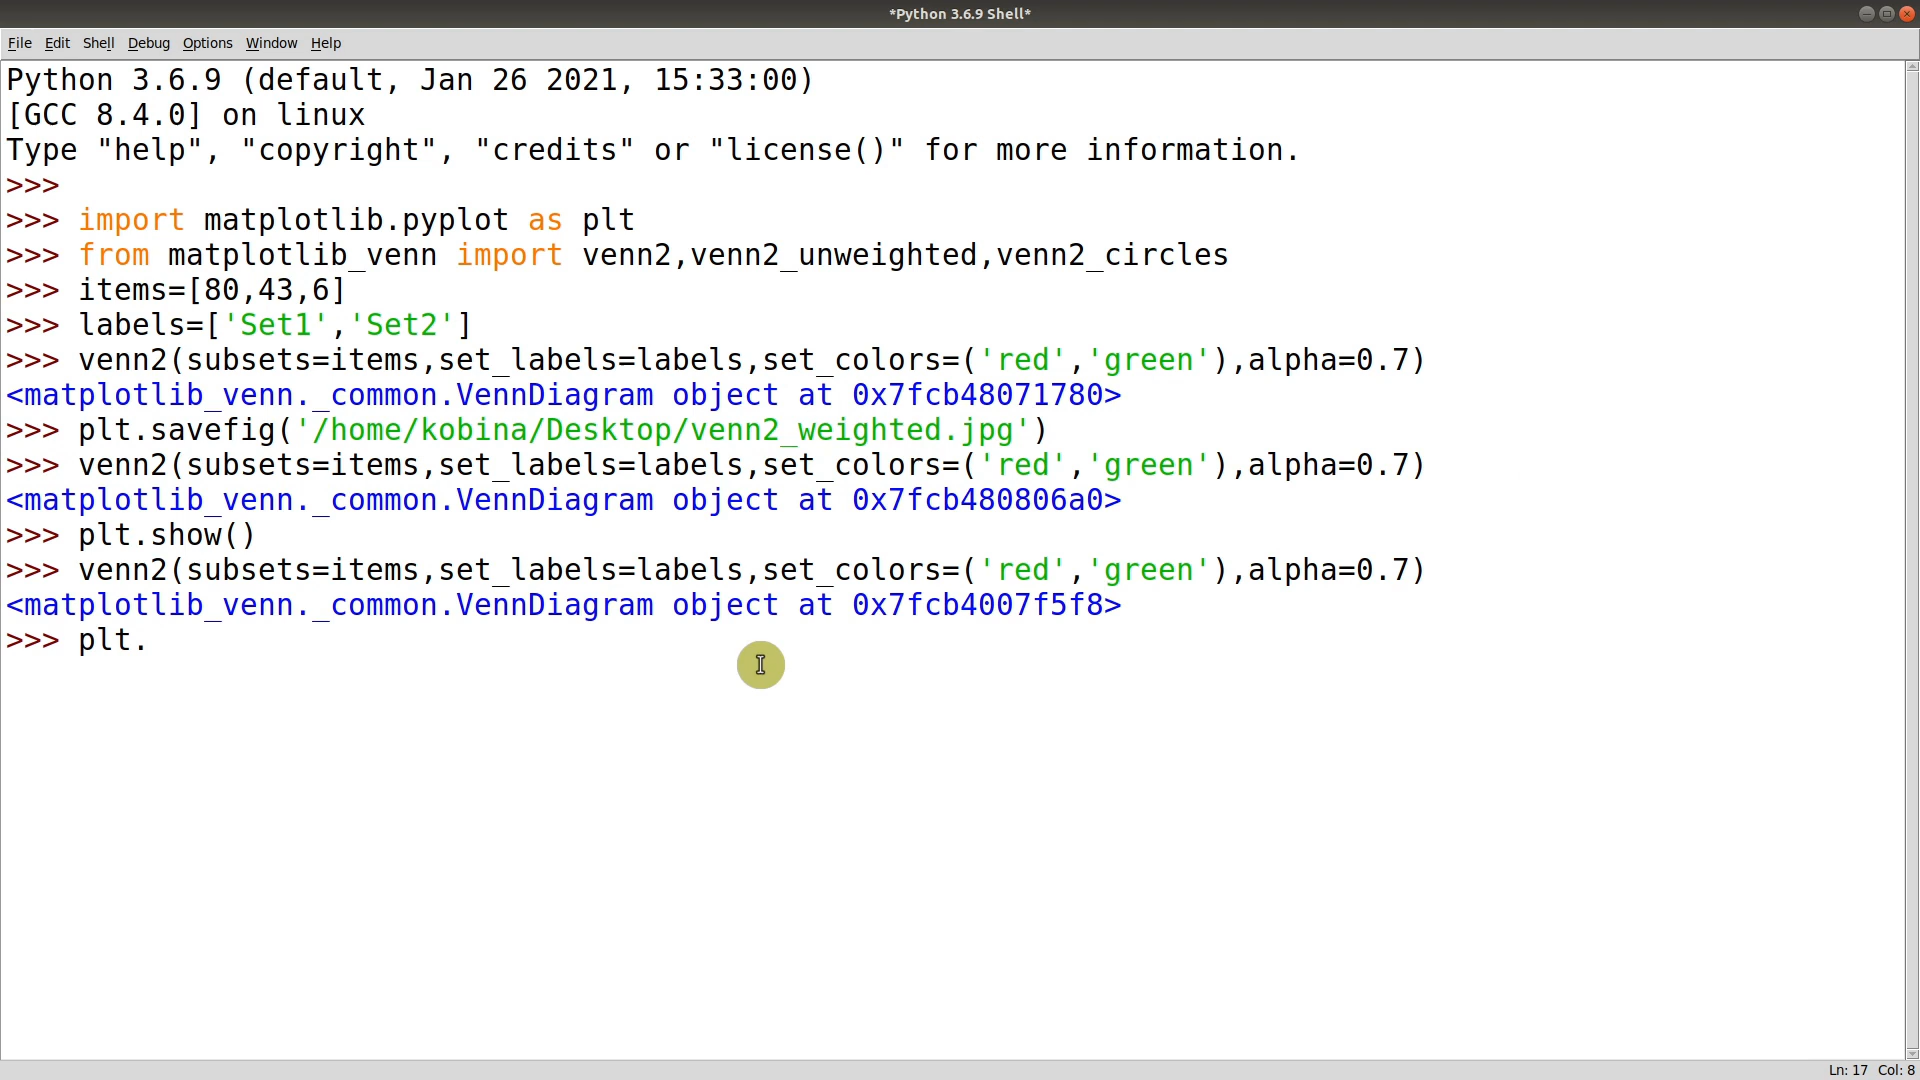 *Python 3.6.9 Shell*
File Edit Shell Debug Options Window Help
Python 3.6.9 (default, Jan 26 2021, 15:33:00)
[GCC 8.4.0] on linux
Type "help", "copyright", "credits" or "license()" for more information.
>>>
>>> import matplotlib.pyplot as plt
>>> from matplotlib_venn import venn2,venn2_unweighted,venn2_circles
>>> items=[80,43,6]
>>> labels=['Set1','Set2']
>>> venn2(subsets=items,set_labels=labels,set_colors=('red','green'),alpha=0.7)
<matplotlib_venn._common.VennDiagram object at 0x7fcb48071780>
>>> plt.savefig('/home/kobina/Desktop/venn2_weighted.jpg')
>>> venn2(subsets=items,set_labels=labels,set_colors=('red','green'),alpha=0.7)
<matplotlib_venn._common.VennDiagram object at 0x7fcb480806a0>
>>> plt.show()
>>> venn2(subsets=items,set_labels=labels,set_colors=('red','green'),alpha=0.7)
<matplotlib_venn._common.VennDiagram object at 0x7fcb4007f5f8>
>>> plt.
Ln: 17 Col: 8